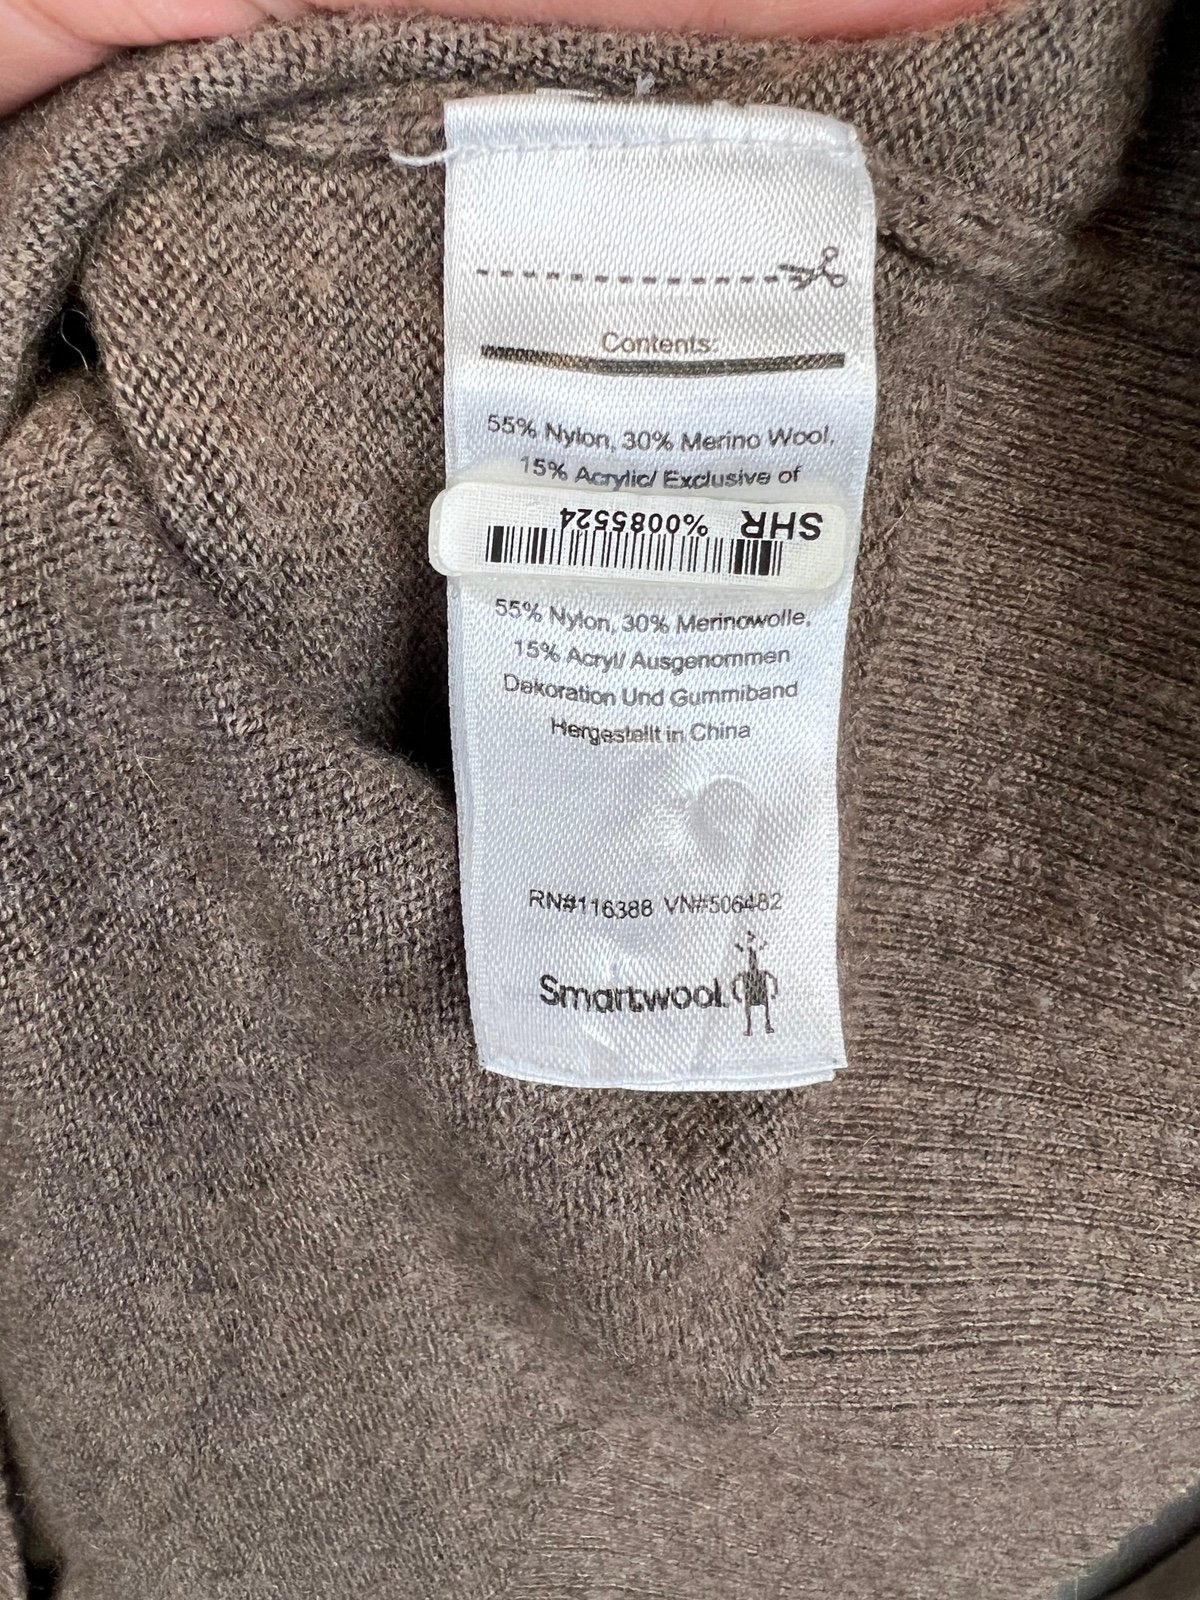 Contents:
55% Nylon, 30% Merino Wool,
15% Acrylic/ Exclusive of
SHR %0085524
55% Nylon, 30% Merinowolle,
15% Acryl/ Ausgenommen
Dekoration Und Gummiband
Hergestellt in China
RN#116388 VN#506482
Smartwool